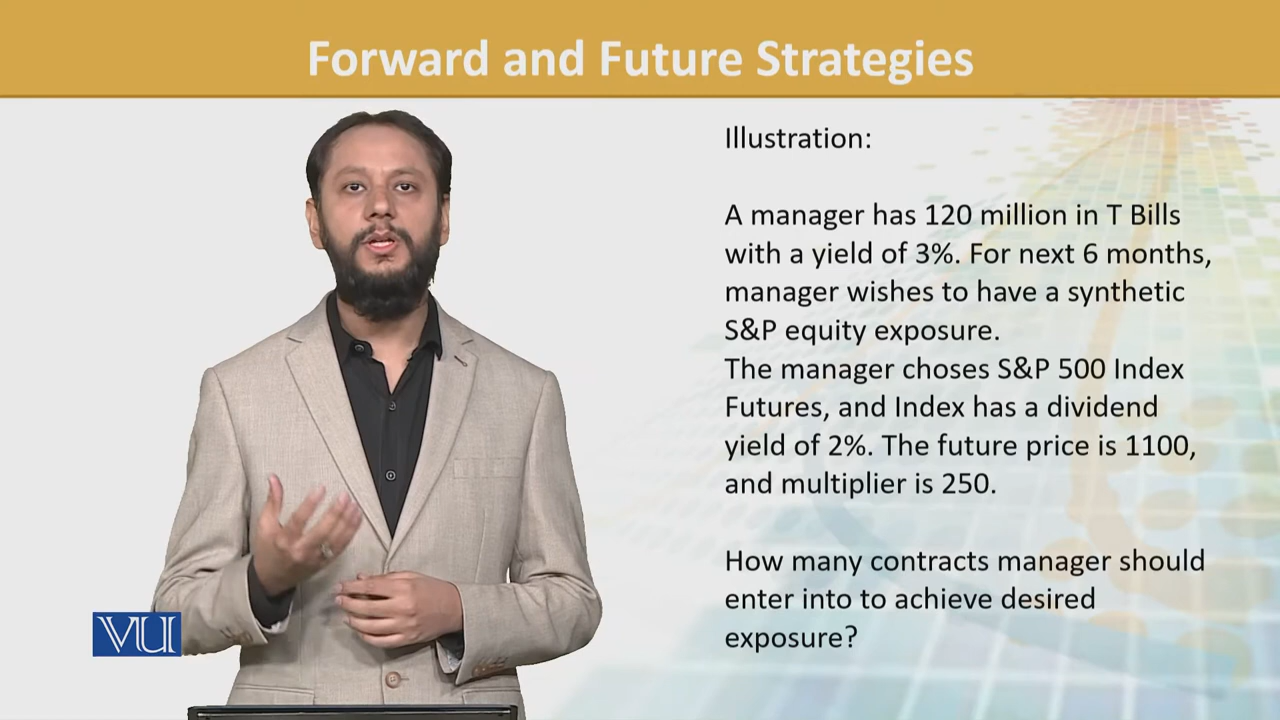 Forward and Future Strategies
Illustration:
A manager has 120 million in T Bills
with a yield of 3%. For next 6 months,
manager wishes to have a synthetic
S&P equity exposure.
The manager choses S&P 500 Index
Futures, and Index has a dividend
yield of 2%. The future price is 1100,
and multiplier is 250.
How many contracts manager should
enter into to achieve desired
exposure?
VU